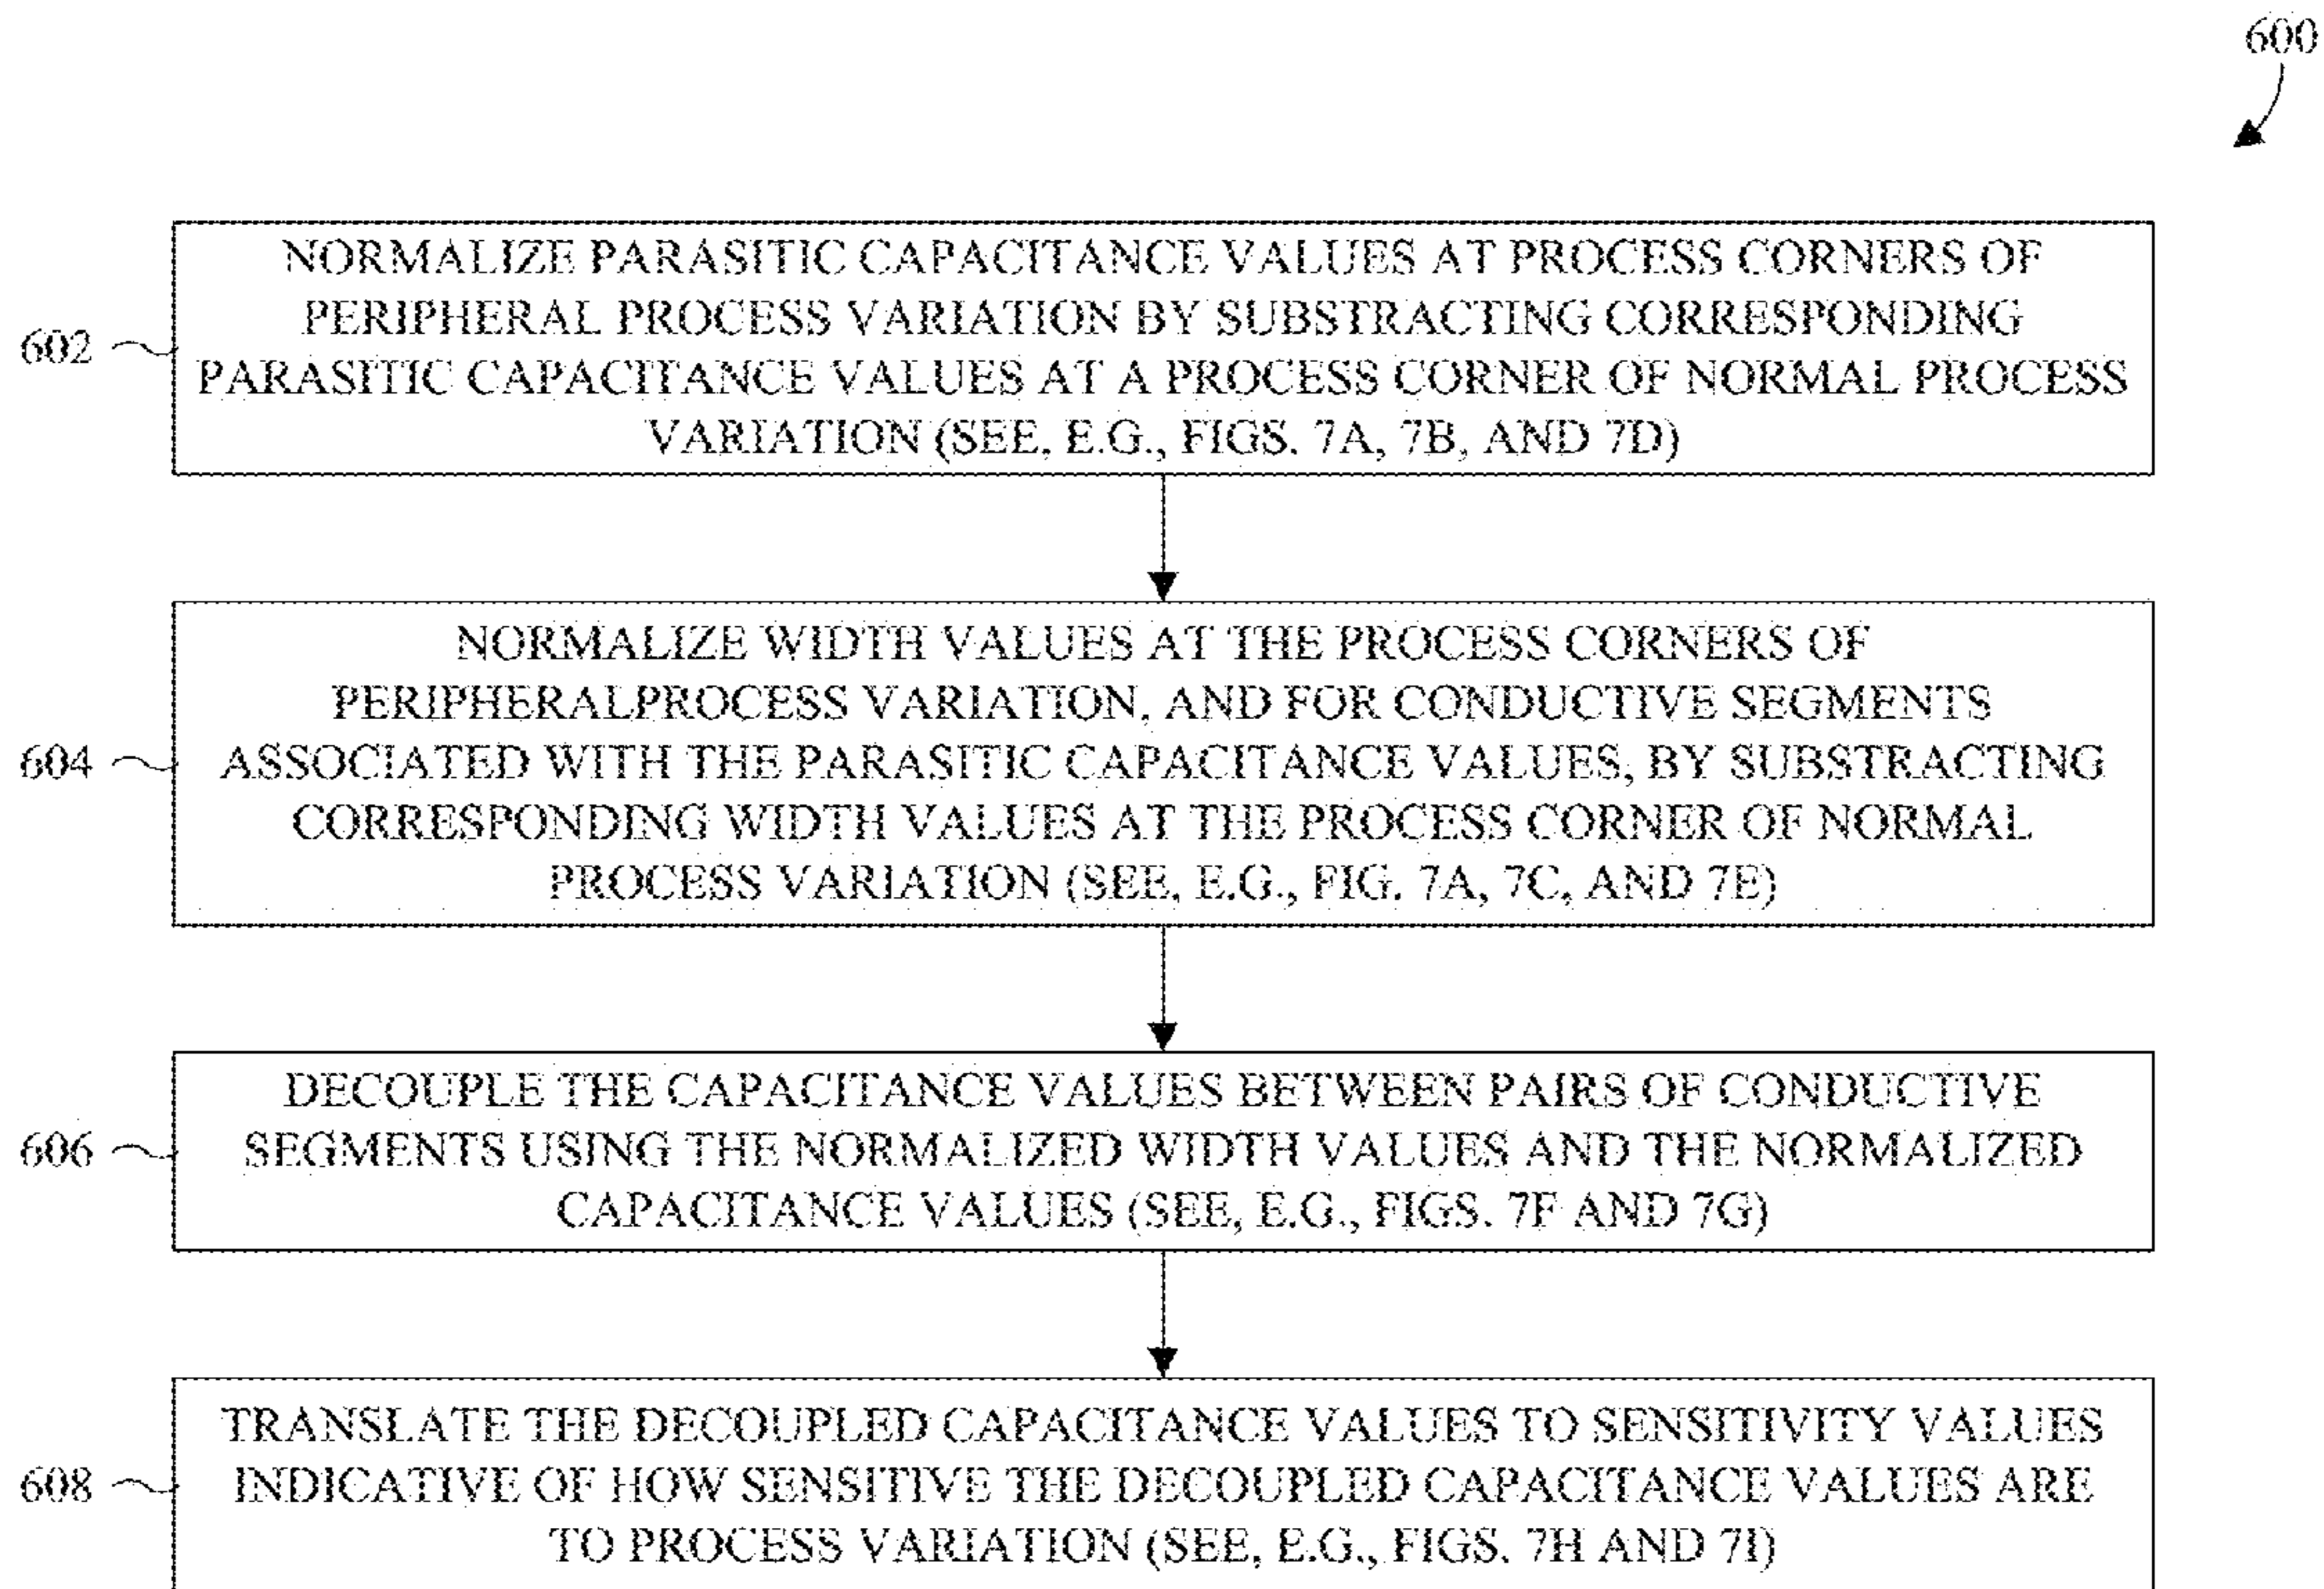 600
602
NORMALIZE PARASITIC CAPACITANCE VALUES AT PROCESS CORNERS OF
PERIPHERAL PROCESS VARIATION BY SUBSTRACTING CORRESPONDING
PARASITIC CAPACITANCE VALUES AT A PROCESS CORNER OF NORMAL PROCESS
VARIATION (SEE, E.G., FIGS. 7A, 7B, AND 7D)
604
NORMALIZE WIDTH VALUES AT THE PROCESS CORNERS OF
PERIPHERALPROCESS VARIATION, AND FOR CONDUCTIVE SEGMENTS
ASSOCIATED WITH THE PARASITIC CAPACITANCE VALUES, BY SUBSTRACTING
CORRESPONDING WIDTH VALUES AT THE PROCESS CORNER OF NORMAL
PROCESS VARIATION (SEE, E.G., FIG. 7A, 7C, AND 7E)
606
DECOUPLE THE CAPACITANCE VALUES BETWEEN PAIRS OF CONDUCTIVE
SEGMENTS USING THE NORMALIZED WIDTH VALUES AND THE NORMALIZED
CAPACITANCE VALUES (SEE, E.G., FIGS. 7F AND 7G)
608
TRANSLATE THE DECOUPLED CAPACITANCE VALUES TO SENSITIVITY VALUES
INDICATIVE OF HOW SENSITIVE THE DECOUPLED CAPACITANCE VALUES ARE
TO PROCESS VARIATION (SEE, E.G., FIGS. 7H AND 7I)